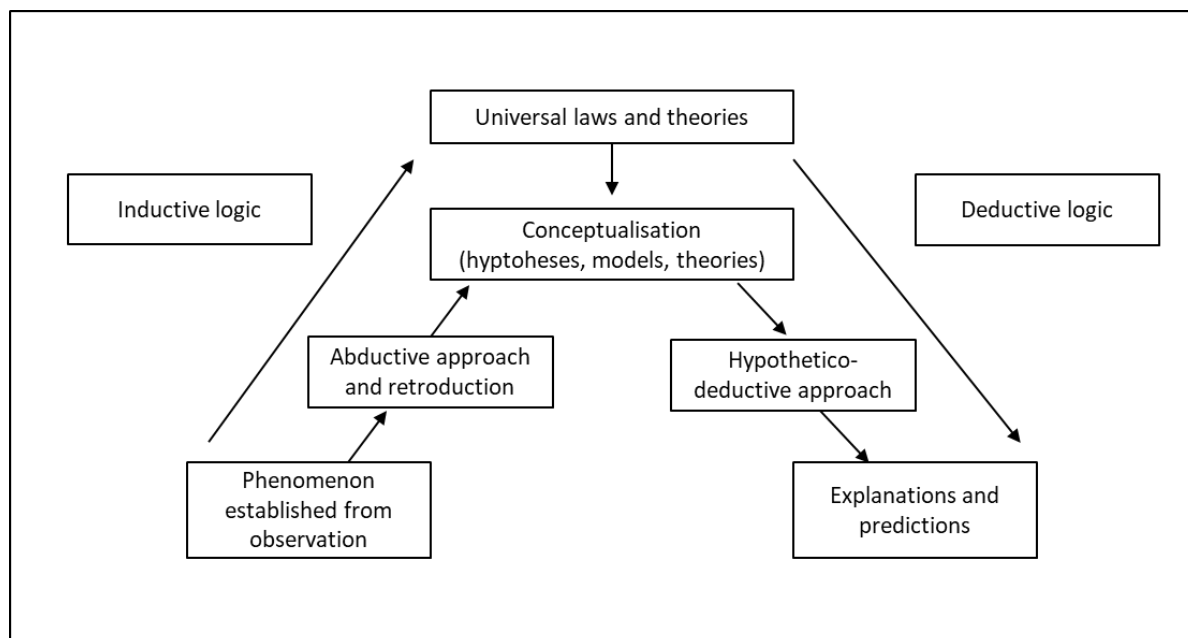 Universal laws and theories
Inductive logic
Deductive logic
Conceptualisation
(hyptoheses, models, theories)
Abductive approach
and retroduction
Hypothetico-
deductive approach
Phenomenon
established from
observation
Explanations and
predictions